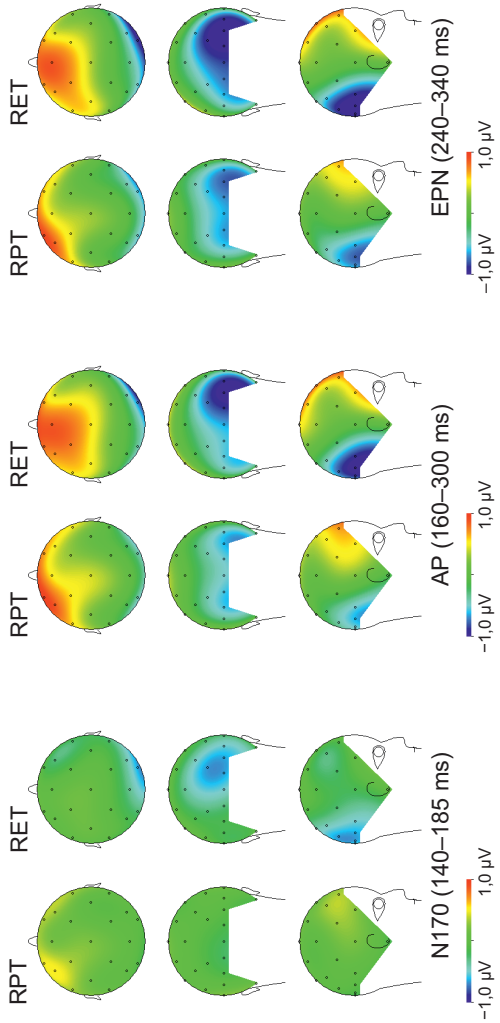 RPT RET RPT RET RPT RET
N170 (140–185 ms) AP (160–300 ms) EPN (240–340 ms)
−1,0 µV 1.0 µV −1,0 µV 1.0 µV −1,0 µV 1.0 µV